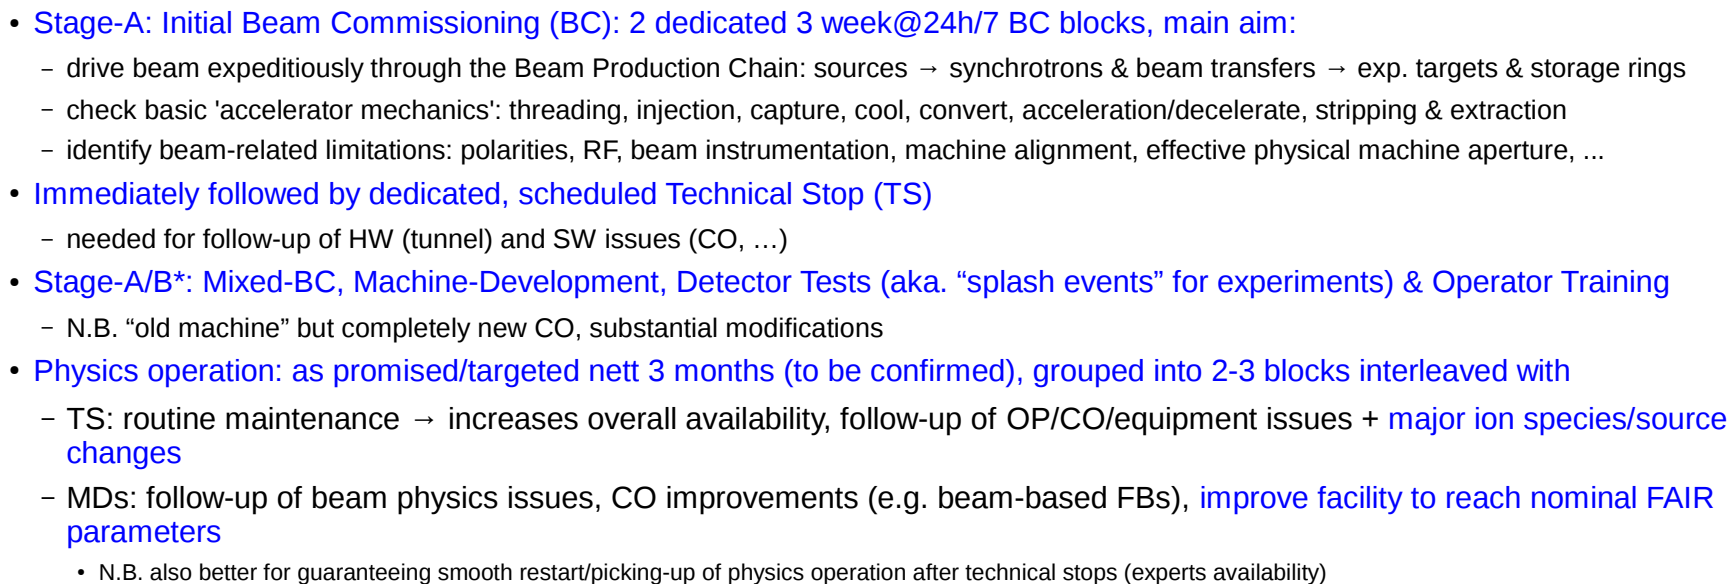 • Stage-A: Initial Beam Commissioning (BC): 2 dedicated 3 week@24h/7 BC blocks, main aim:
– drive beam expeditiously through the Beam Production Chain: sources → synchrotrons & beam transfers → exp. targets & storage rings
– check basic 'accelerator mechanics': threading, injection, capture, cool, convert, acceleration/decelerate, stripping & extraction
– identify beam-related limitations: polarities, RF, beam instrumentation, machine alignment, effective physical machine aperture, ...
• Immediately followed by dedicated, scheduled Technical Stop (TS)
– needed for follow-up of HW (tunnel) and SW issues (CO, …)
• Stage-A/B*: Mixed-BC, Machine-Development, Detector Tests (aka. “splash events” for experiments) & Operator Training
– N.B. “old machine” but completely new CO, substantial modifications
• Physics operation: as promised/targeted nett 3 months (to be confirmed), grouped into 2-3 blocks interleaved with
– TS: routine maintenance → increases overall availability, follow-up of OP/CO/equipment issues + major ion species/source
changes
– MDs: follow-up of beam physics issues, CO improvements (e.g. beam-based FBs), improve facility to reach nominal FAIR
parameters
• N.B. also better for guaranteeing smooth restart/picking-up of physics operation after technical stops (experts availability)